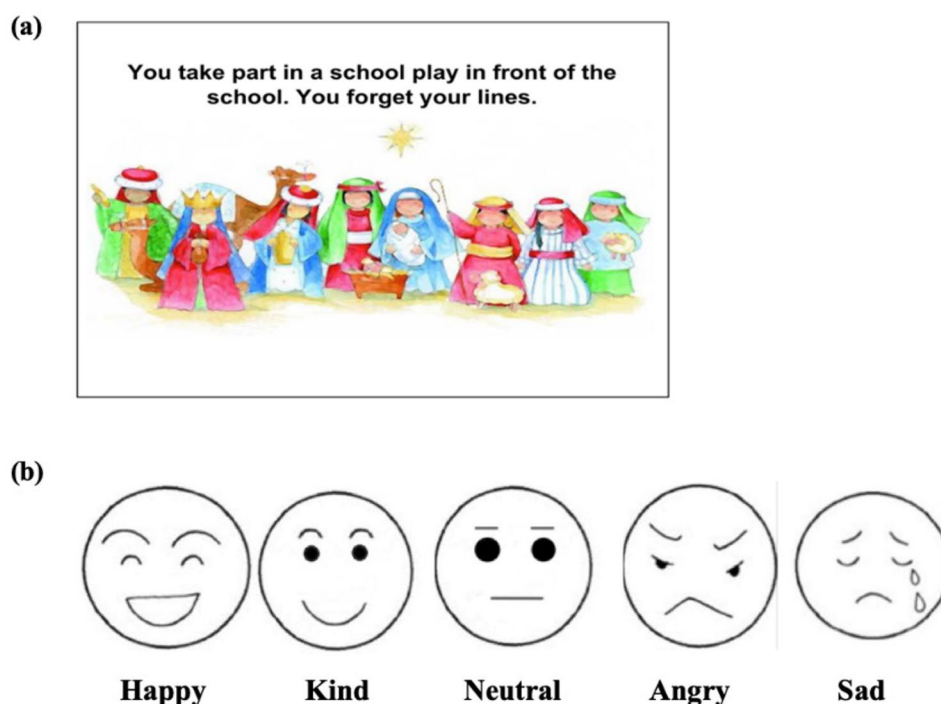 (a)
You take part in a school play in front of the
school. You forget your lines.
(b)
Happy Kind Neutral Angry Sad